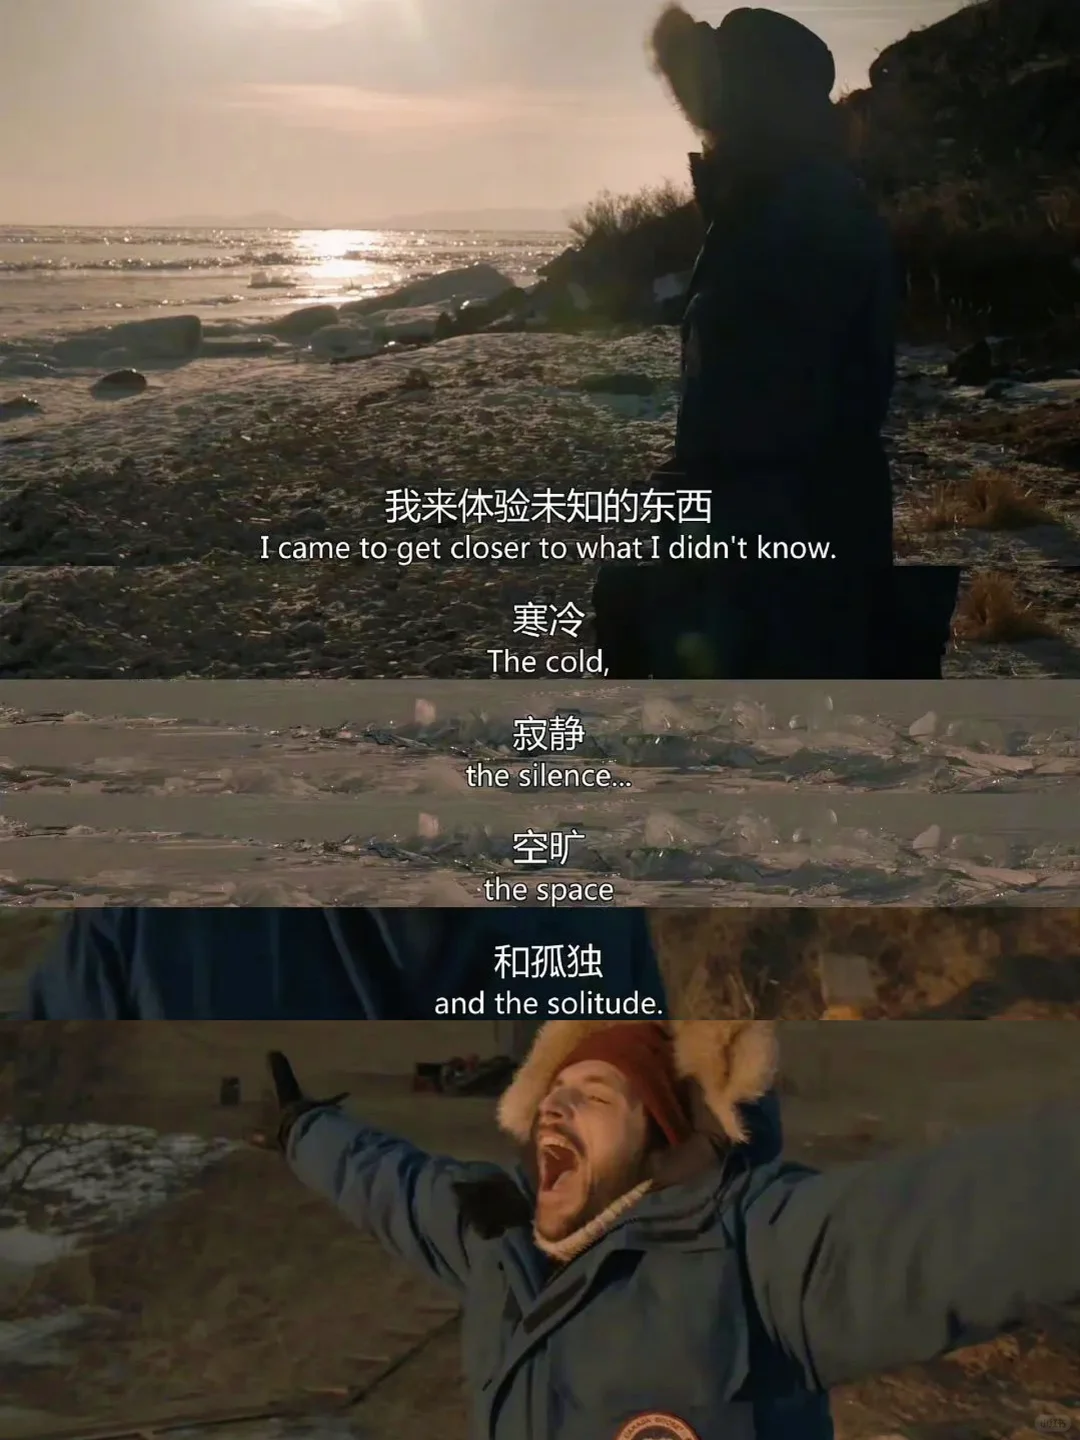 我来体验未知的东西
I came to get closer to what I didn't know.
寒冷
The cold,
寂静
the silence...
空旷
the space
和孤独
and the solitude.